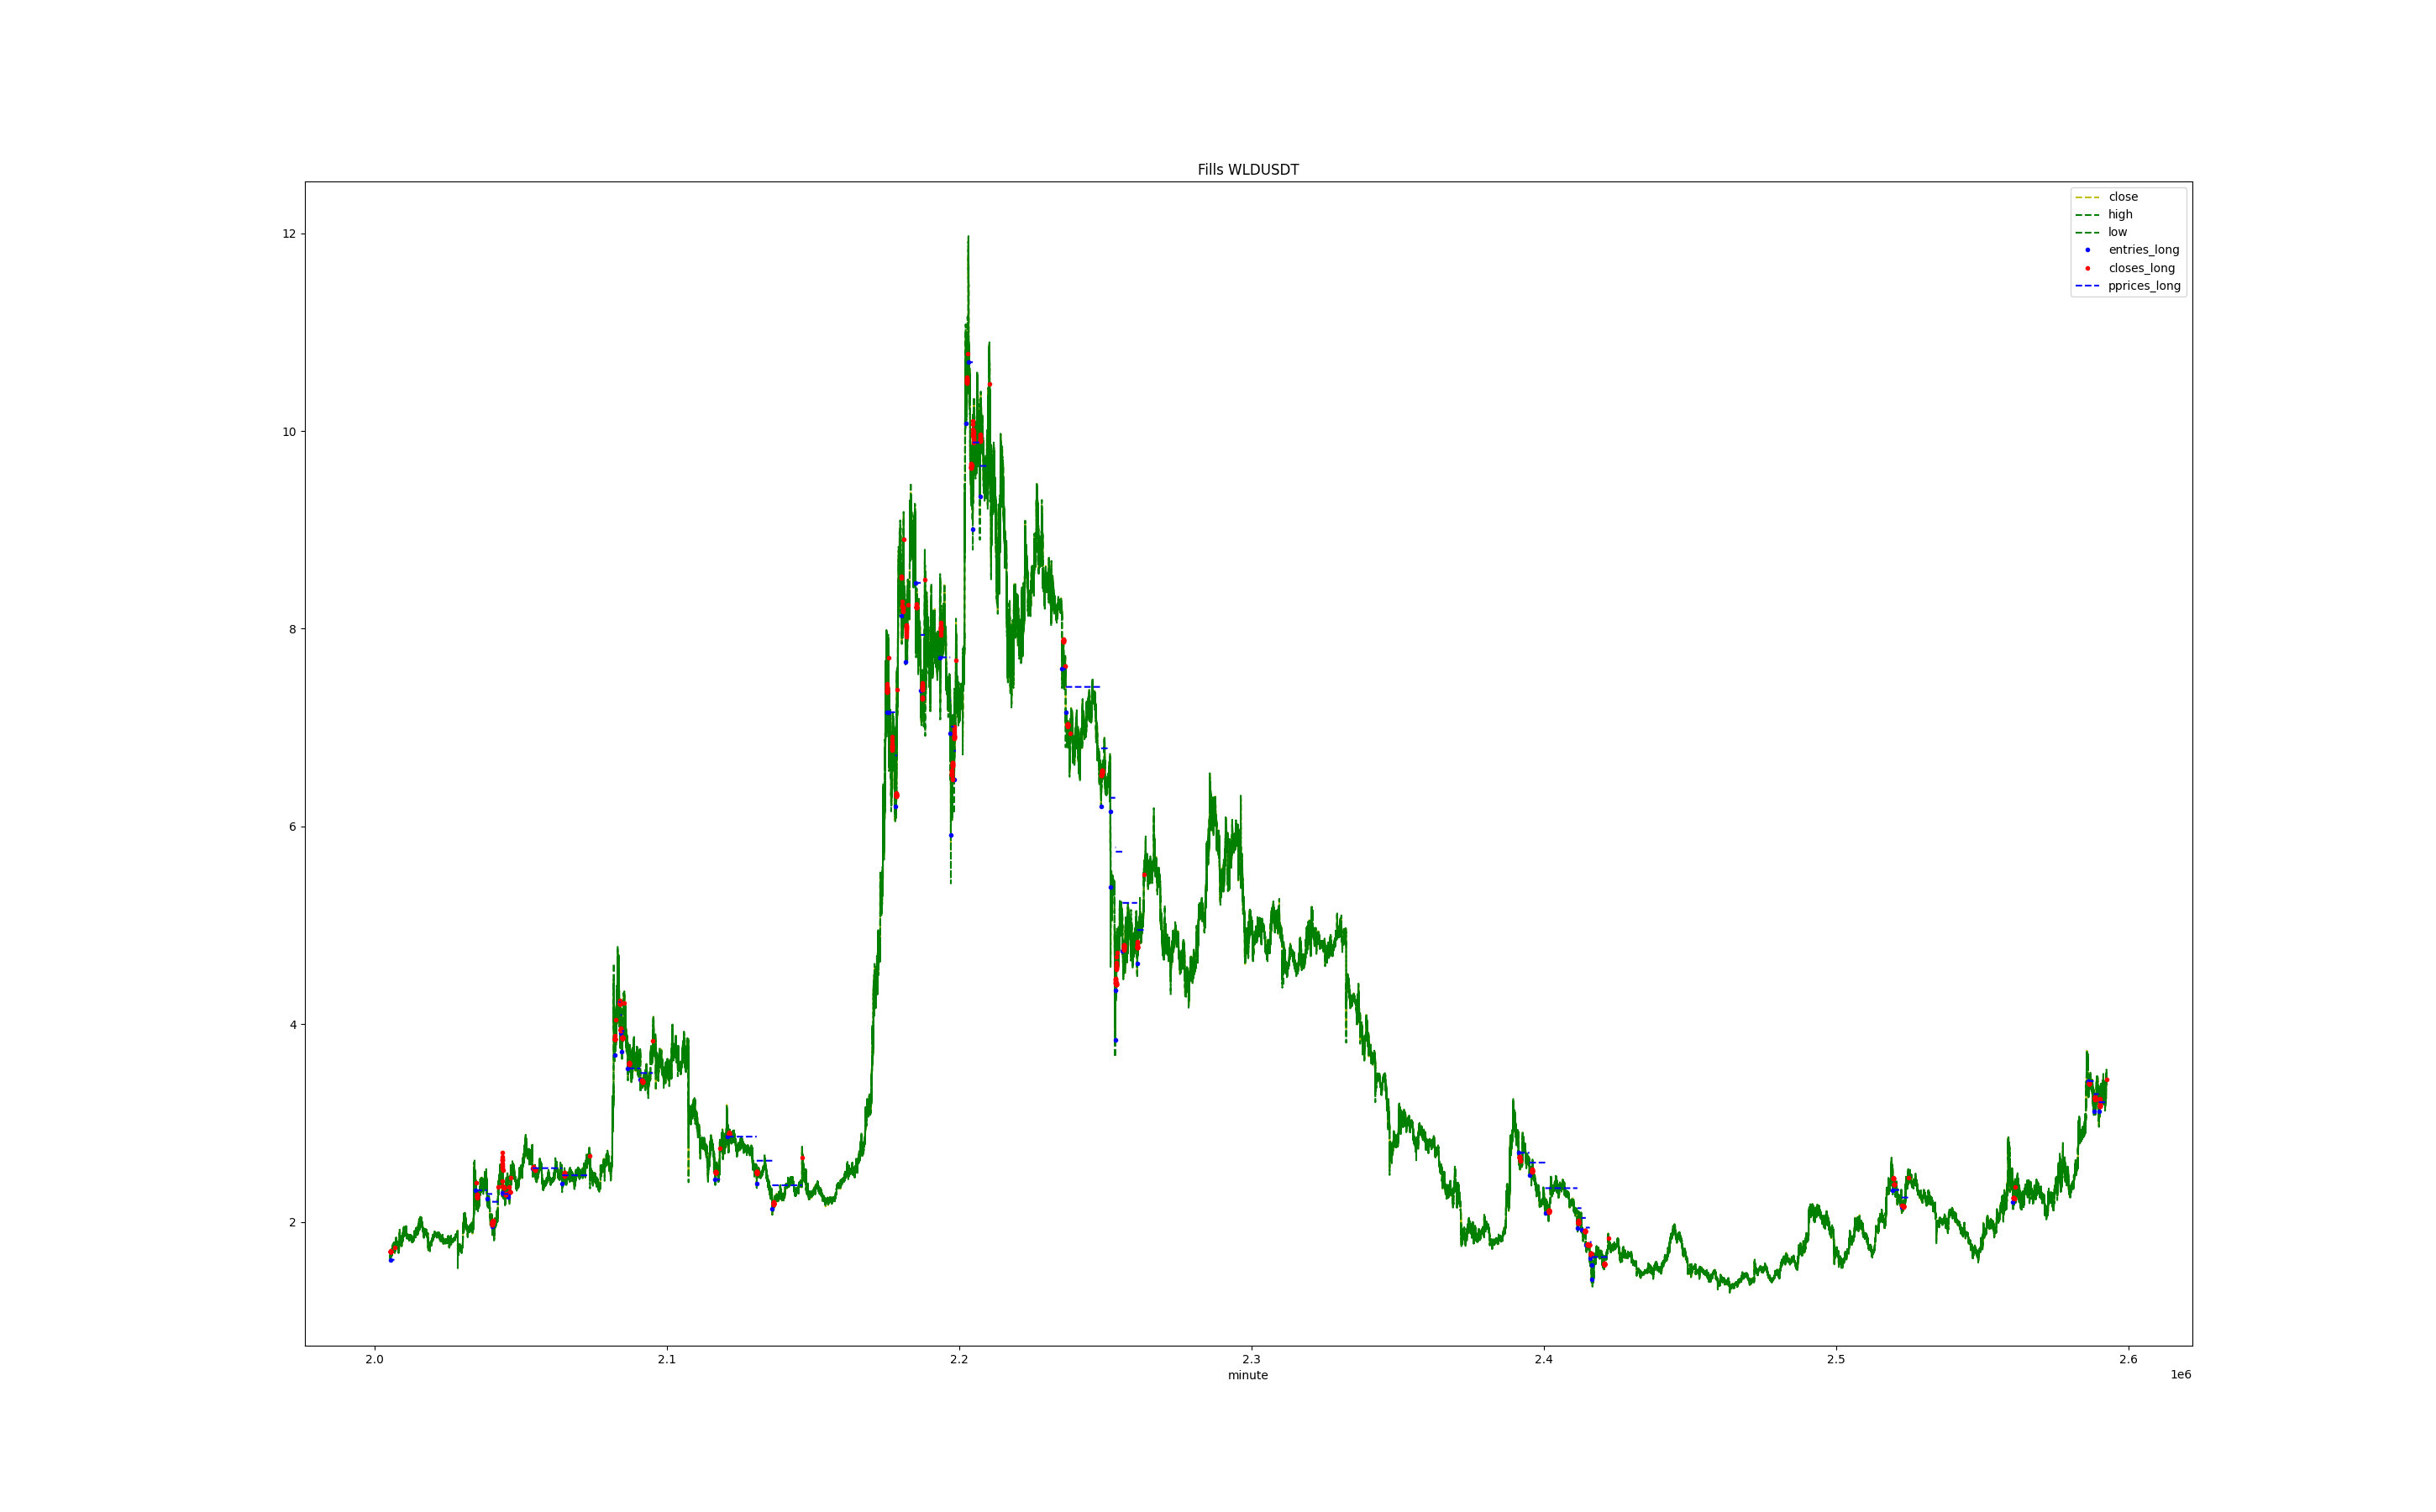 Fills WLDUSDT
close
high
low
entries_long
closes_long
pprices_long
12
10
8
6
4
2
2.0 2.1 2.2 2.3 2.4 2.5 2.6
minute
1e6